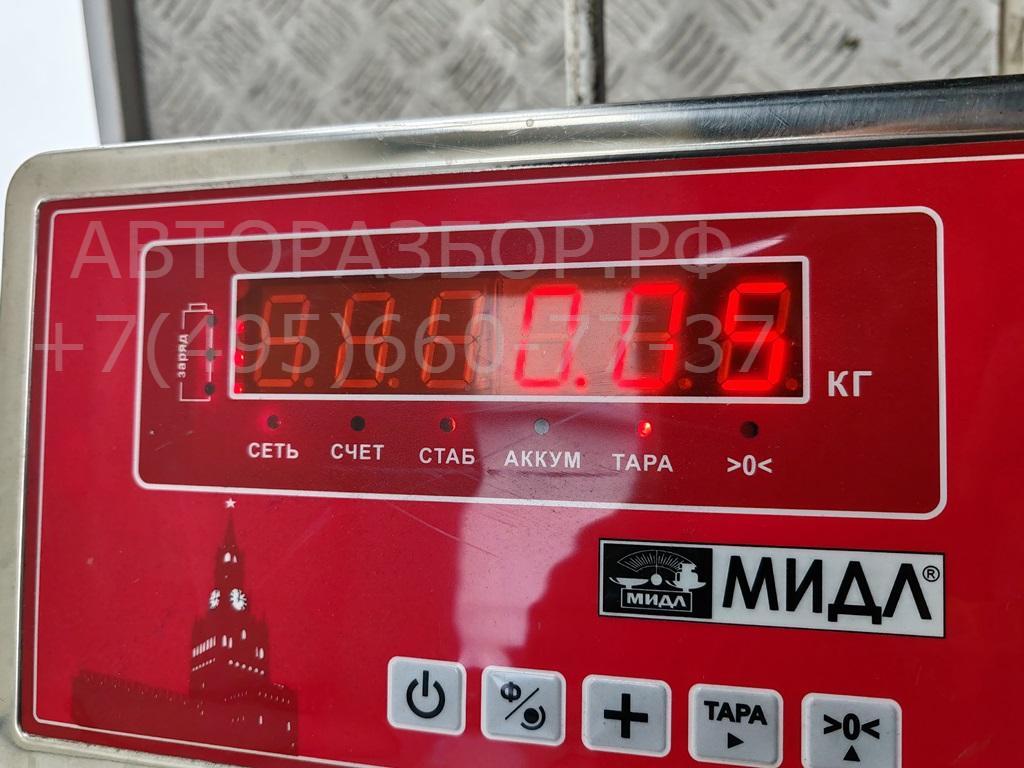 АВТОРАЗБОР.РФ
+7(495)660-77-37
заряд
0.05
КГ
СЕТЬ СЧЕТ СТАБ АККУМ ТАРА >0<
МИДЛ
МИДЛ®
Ф
ТАРА
>0<